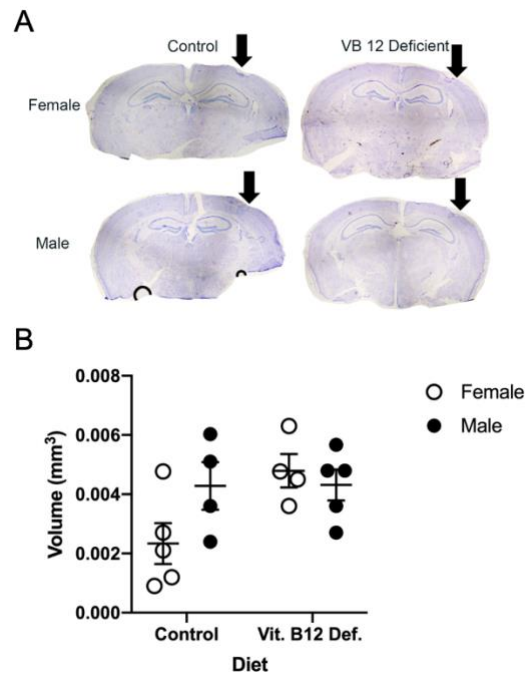 A
Control
VB 12 Deficient
Female
Male
B
0.008
0.006
0.004
0.002
0.000
Volume (mm³)
Control
Vit. B12 Def.
Diet
Female
Male